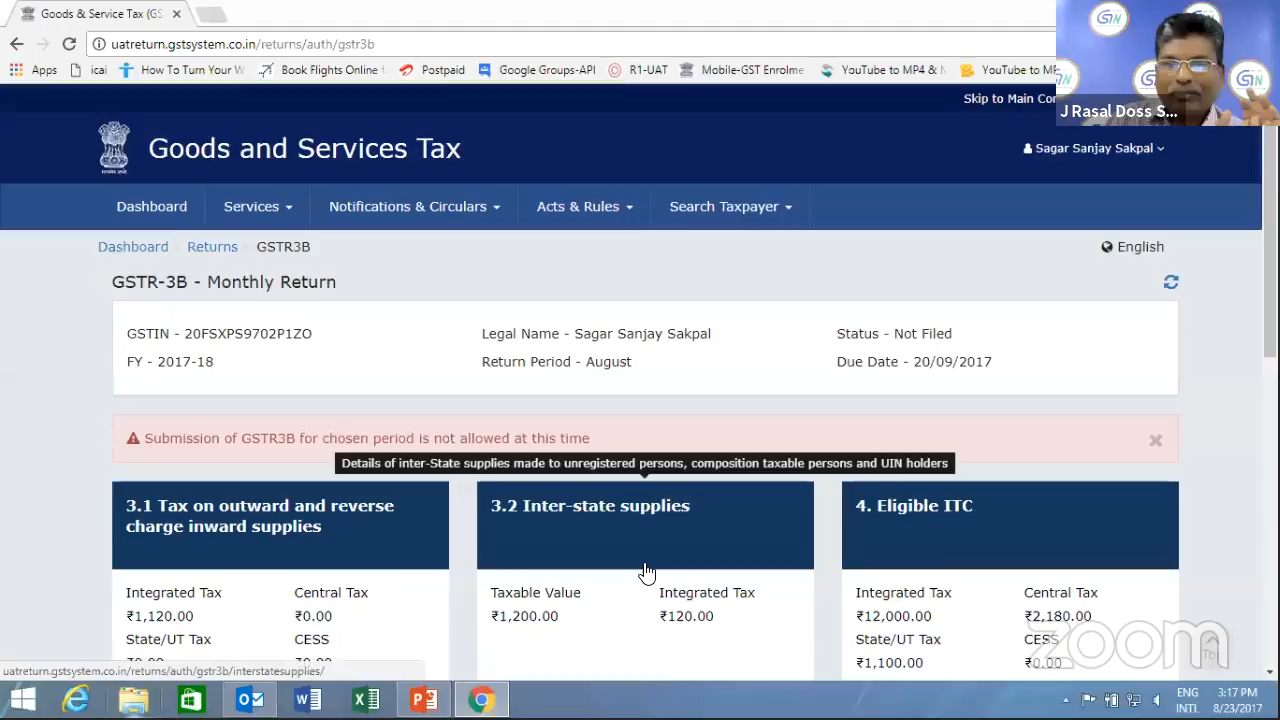 Goods & Service Tax (GS
uatreturn.gstsystem.co.in/returns/auth/gstr3b
Apps icai How To Turn Your W Book Flights Online f Postpaid Google Groups-API R1-UAT Mobile-GST Enrolme YouTube to MP4 & M YouTube to MP
GSTN
J Rasal Doss S...
Skip to Main Con
Goods and Services Tax
Sagar Sanjay Sakpal
Dashboard Services Notifications & Circulars Acts & Rules Search Taxpayer
Dashboard Returns GSTR3B English
GSTR-3B - Monthly Return
GSTIN - 20FSXPS9702P1ZO Legal Name - Sagar Sanjay Sakpal Status - Not Filed
FY - 2017-18 Return Period - August Due Date - 20/09/2017
Submission of GSTR3B for chosen period is not allowed at this time
Details of inter-State supplies made to unregistered persons, composition taxable persons and UIN holders
3.1 Tax on outward and reverse charge inward supplies
3.2 Inter-state supplies
4. Eligible ITC
Integrated Tax Central Tax Taxable Value Integrated Tax Integrated Tax Central Tax
₹1,120.00 ₹0.00 ₹1,200.00 ₹120.00 ₹12,000.00 ₹2,180.00
State/UT Tax CESS State/UT Tax CESS
₹0.00 ₹0.00 ₹1,100.00 ₹0.00
zoom
uatreturn.gstsystem.co.in/returns/auth/gstr3b/interstatesupplies/
ENG 3:17 PM
INTL 8/23/2017